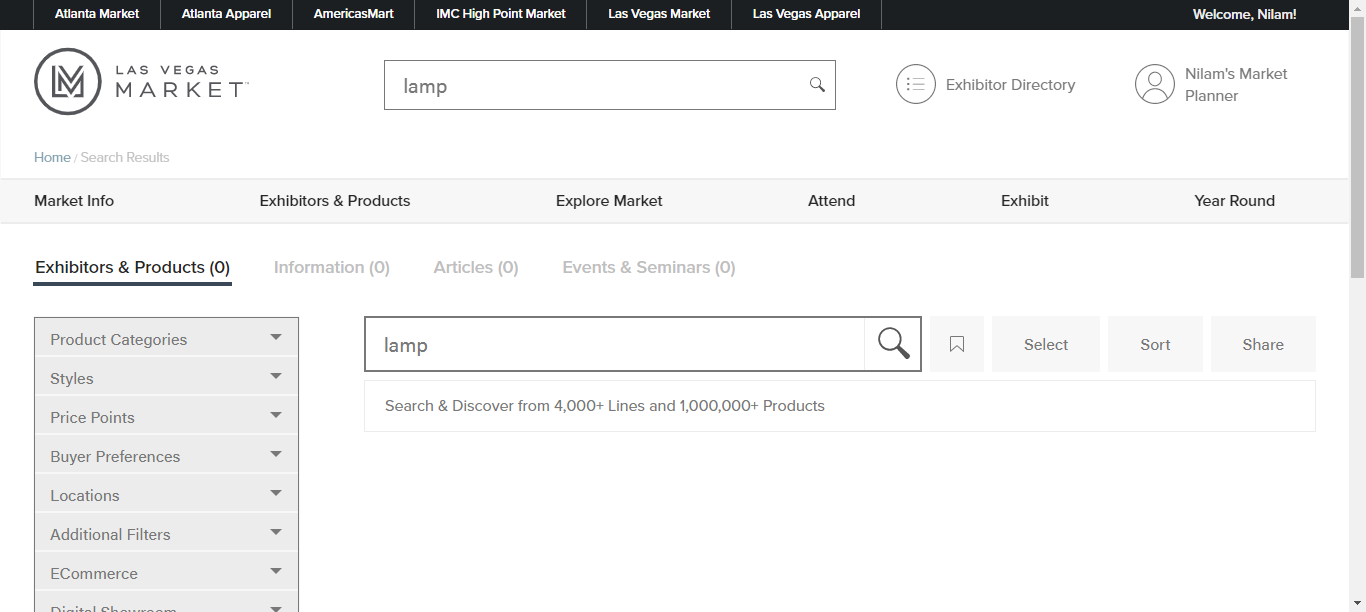 Atlanta Market Atlanta Apparel AmericasMart IMC High Point Market Las Vegas Market Las Vegas Apparel Welcome, Nilam!
LAS VEGAS
MARKET™
lamp
Exhibitor Directory
Nilam's Market
Planner
Home / Search Results
Market Info Exhibitors & Products Explore Market Attend Exhibit Year Round
Exhibitors & Products (0) Information (0) Articles (0) Events & Seminars (0)
Product Categories
Styles
Price Points
Buyer Preferences
Locations
Additional Filters
ECommerce
Digital Showroom
lamp
Select Sort Share
Search & Discover from 4,000+ Lines and 1,000,000+ Products